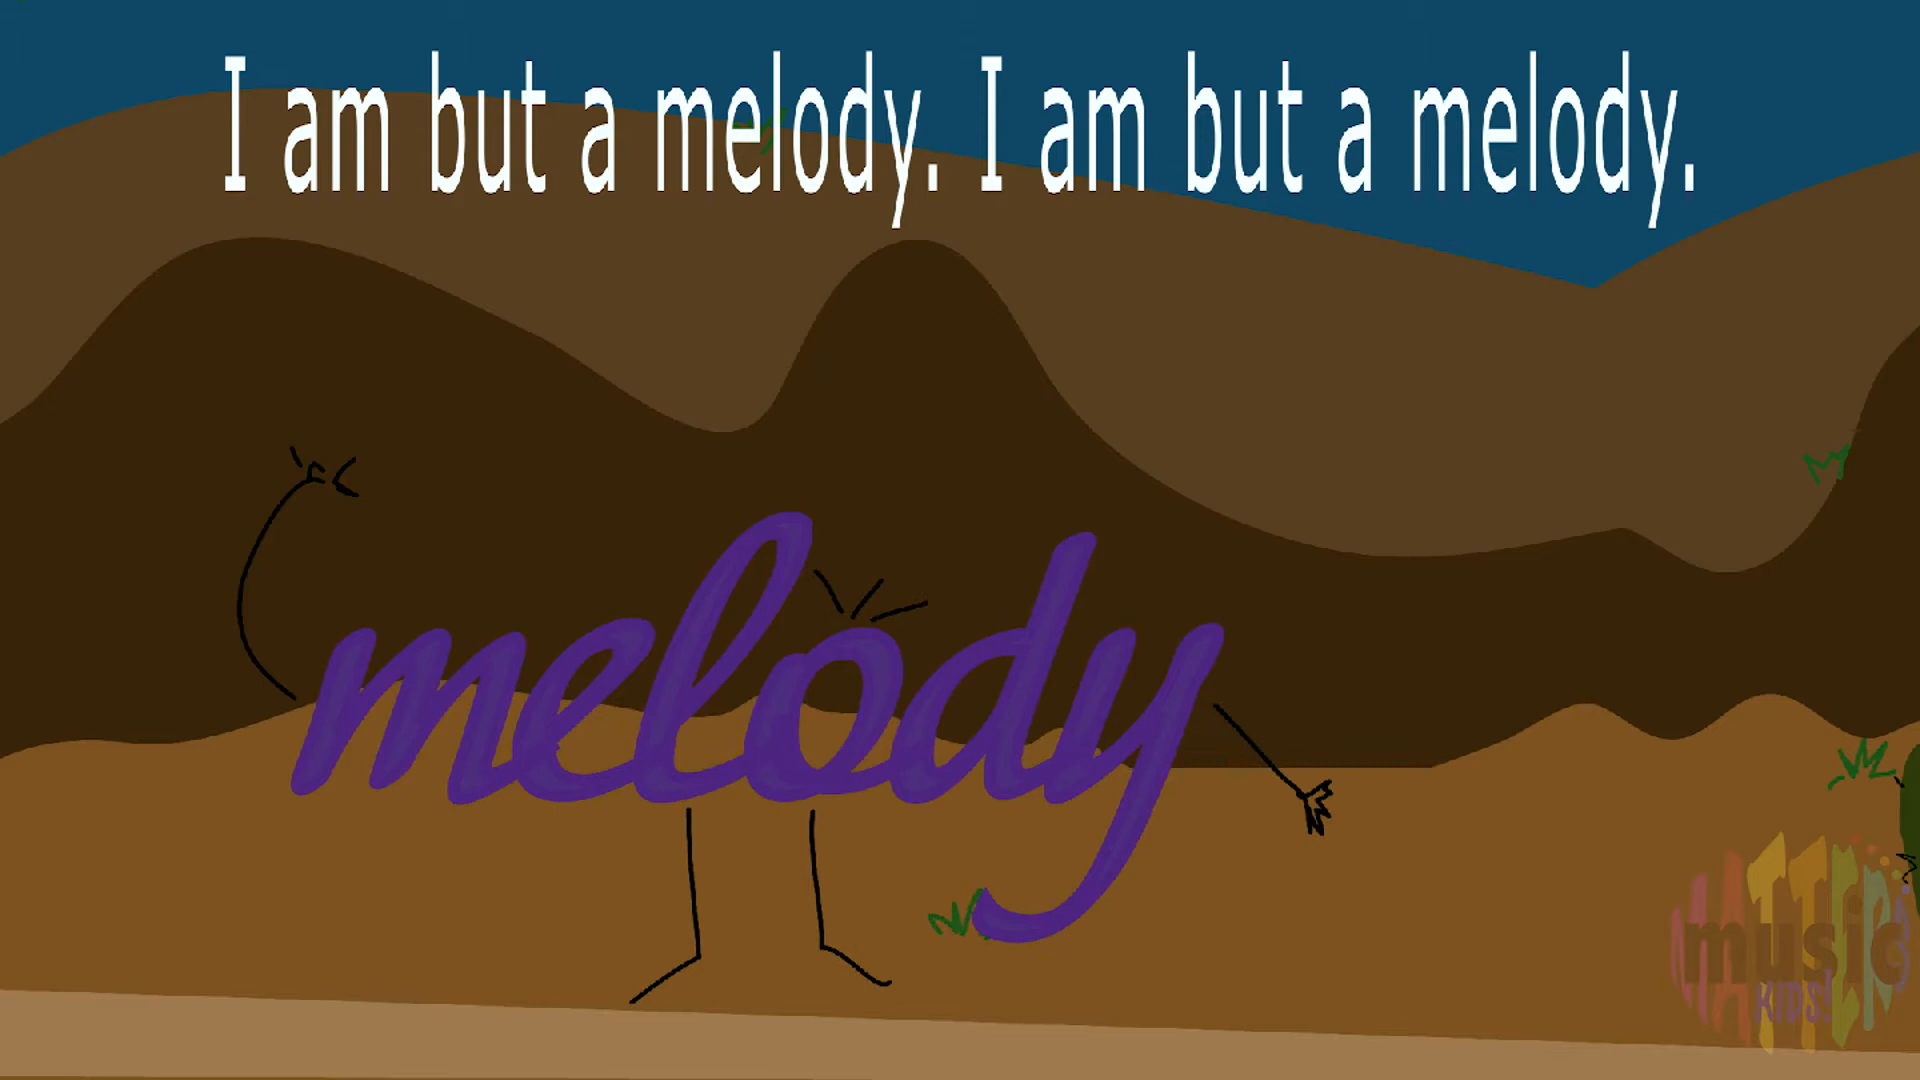 I am but a melody. I am but a melody.
melody
music
KIDS!